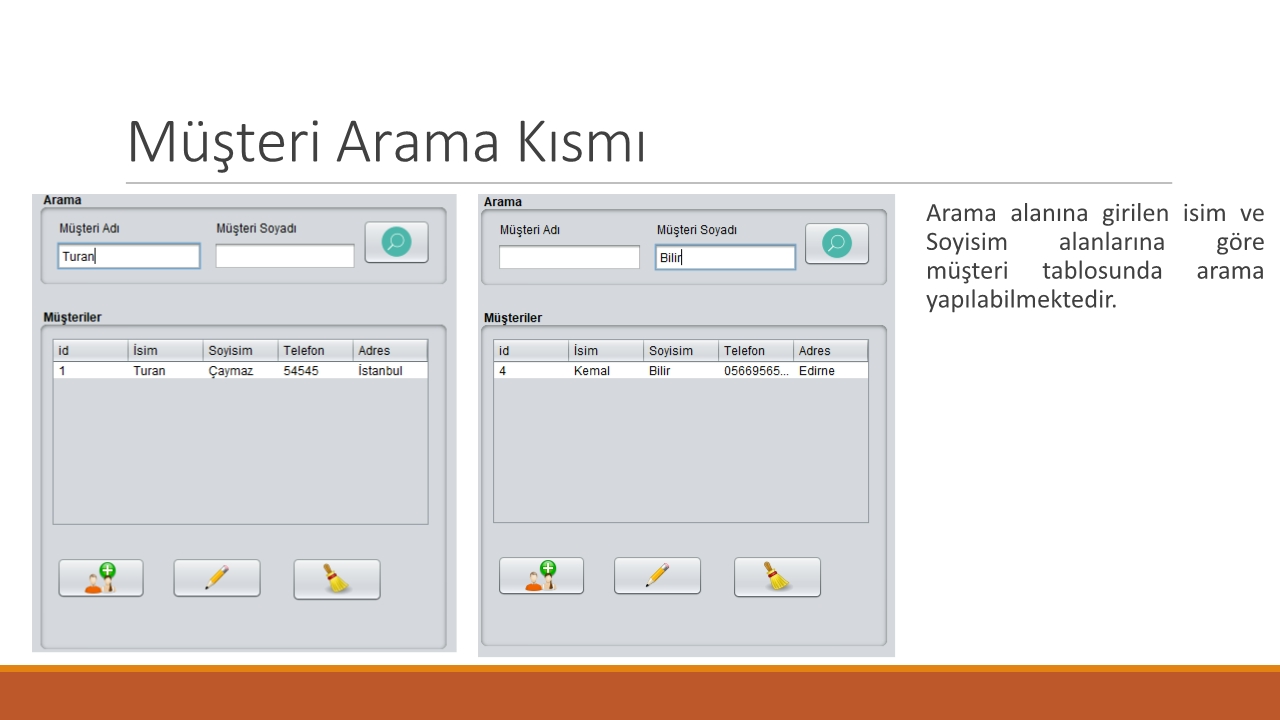 Müşteri Arama Kısmı
Arama
Müşteri Adı Müşteri Soyadı
Turan
Müşteriler
id İsim Soyisim Telefon Adres
1 Turan Çaymaz 54545 İstanbul
Arama
Müşteri Adı Müşteri Soyadı
Bilir
Müşteriler
id İsim Soyisim Telefon Adres
4 Kemal Bilir 05669565... Edirne
Arama alanına girilen isim ve
Soyisim alanlarına göre
müşteri tablosunda arama
yapılabilmektedir.